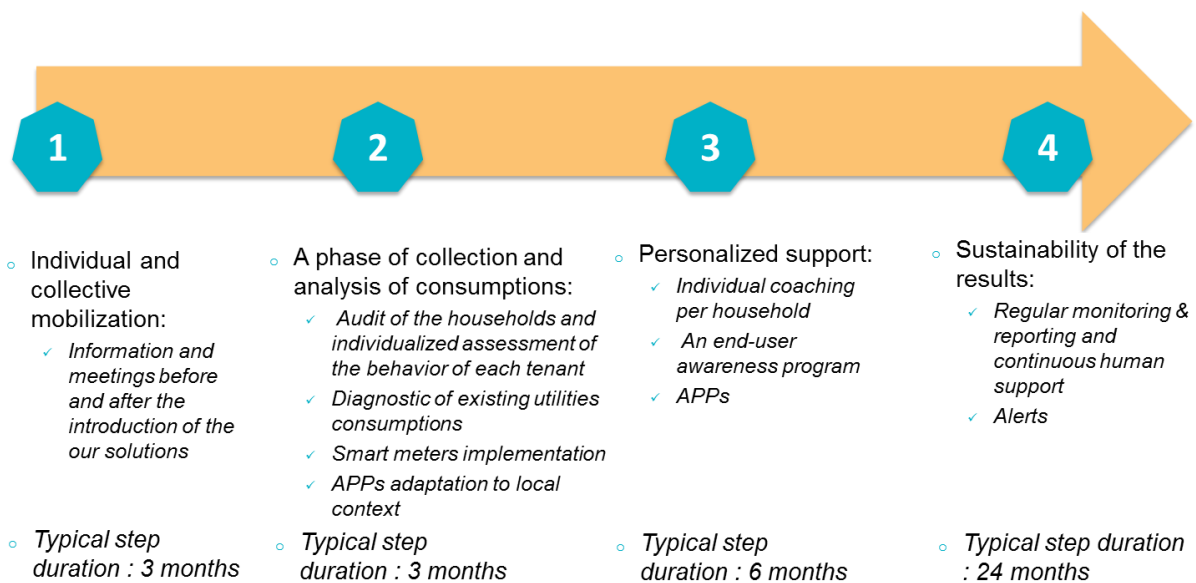 1
2
3
4
Individual and
collective
mobilization:
Information and
meetings before
and after the
introduction of the
our solutions
Typical step
duration : 3 months
A phase of collection and
analysis of consumptions:
Audit of the households and
individualized assessment of
the behavior of each tenant
Diagnostic of existing utilities
consumptions
Smart meters implementation
APPs adaptation to local
context
Typical step
duration : 3 months
Personalized support:
Individual coaching
per household
An end-user
awareness program
APPs
Typical step
duration : 6 months
Sustainability of the
results:
Regular monitoring &
reporting and
continuous human
support
Alerts
Typical step duration
: 24 months